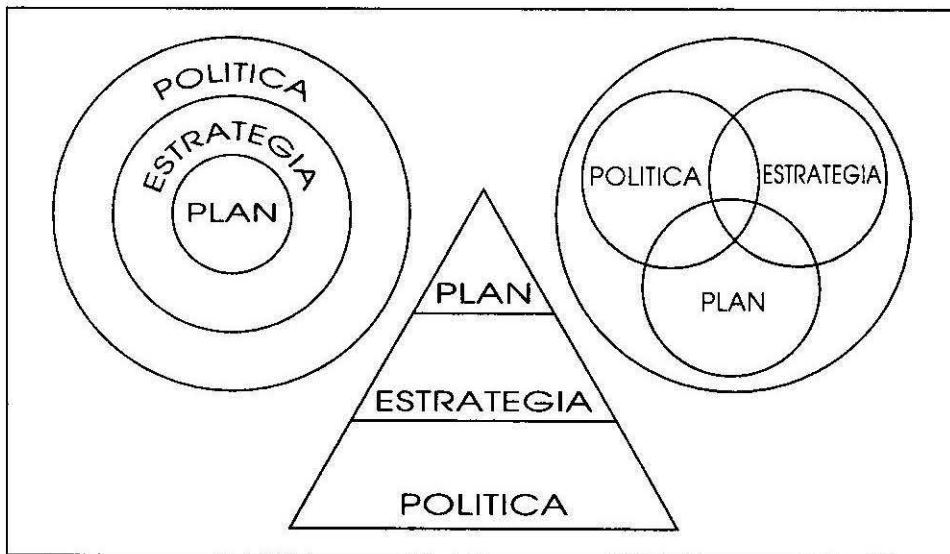 POLITICA
ESTRATEGIA
PLAN
PLAN
ESTRATEGIA
POLITICA
POLITICA
ESTRATEGIA
PLAN